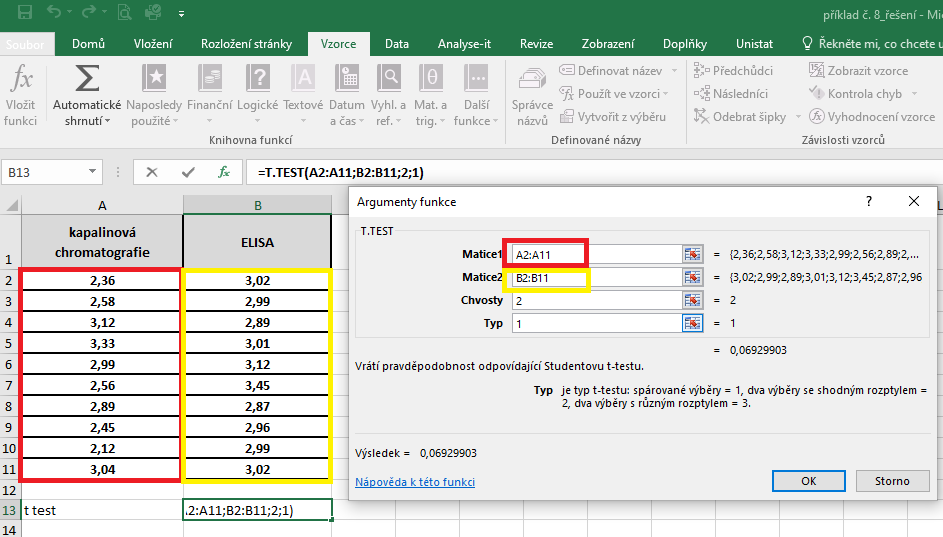 příklad č. 8_řešení - Mi
Soubor Domů Vložení Rozložení stránky Vzorce Data Analyse-it Revize Zobrazení Doplňky Unistat Řekněte mi, co chcete u
fx Σ ? A θ
Vložit funkci
Automatické shrnutí
Naposledy použité
Finanční
Logické
Textové
Datum a čas
Vyhl. a ref.
Mat. a trig.
Další funkce
Knihovna funkcí
Správce názvů
Definovat název
Použít ve vzorci
Vytvořit z výběru
Definované názvy
Předchůdci
Následníci
Odebrat šipky
Zobrazit vzorce
Kontrola chyb
Vyhodnocení vzorce
Závislosti vzorců
B13 fx =T.TEST(A2:A11;B2:B11;2;1)
A B
1 kapalinová chromatografie ELISA
2 2,36 3,02
3 2,58 2,99
4 3,12 2,89
5 3,33 3,01
6 2,99 3,12
7 2,56 3,45
8 2,89 2,87
9 2,45 2,96
10 2,12 2,99
11 3,04 3,02
12
13 t test A2:A11;B2:B11;2;1)
14
Argumenty funkce ?
T.TEST
Matice1 A2:A11 = {2,36;2,58;3,12;3,33;2,99;2,56;2,89;2,...
Matice2 B2:B11 = {3,02;2,99;2,89;3,01;3,12;3,45;2,87;2,96
Chvosty 2 = 2
Typ 1 = 1
= 0,06929903
Vrátí pravděpodobnost odpovídající Studentovu t-testu.
Typ je typ t-testu: spárované výběry = 1, dva výběry se shodným rozptylem =
2, dva výběry s různým rozptylem = 3.
Výsledek = 0,06929903
Nápověda k této funkci
OK Storno